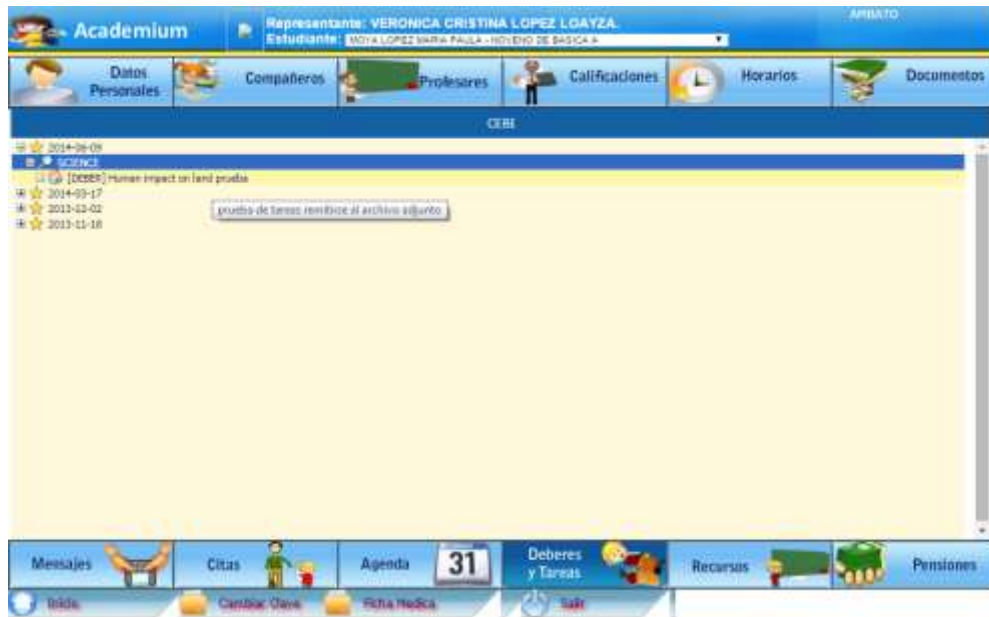 Academium
Representante: VERONICA CRISTINA LOPEZ LOAYZA.
Estudiante: MOYA LOPEZ MARIA PAULA - NOVENO DE BASICA A
AMBATO
Datos Personales
Compañeros
Profesores
Calificaciones
Horarios
Documentos
CEBI
2014-06-09
SCIENCE
[DEBER] Human impact on land prueba
2014-03-17
2013-12-02
prueba de tareas remitirce al archivo adjunto
2013-11-18
Mensajes
Citas
Agenda
31
Deberes y Tareas
Recursos
Pensiones
Inicio
Cambiar Clave
Ficha Medica
Salir